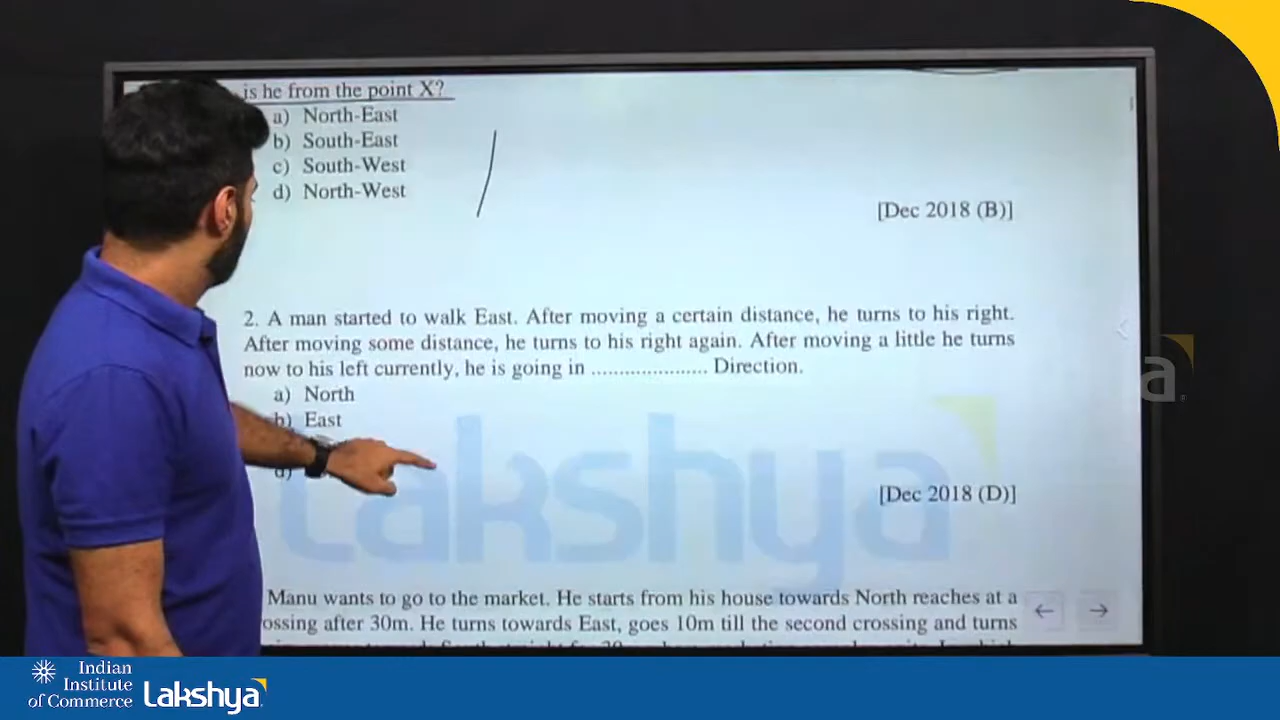 is he from the point X?
a) North-East
b) South-East
c) South-West
d) North-West
[Dec 2018 (B)]
2. A man started to walk East. After moving a certain distance, he turns to his right.
After moving some distance, he turns to his right again. After moving a little he turns
now to his left currently, he is going in ..................... Direction.
a) North
b) East
d)
[Dec 2018 (D)]
Lakshya
a
Manu wants to go to the market. He starts from his house towards North reaches at a
ossing after 30m. He turns towards East, goes 10m till the second crossing and turns
Indian
Institute
of Commerce
Lakshya